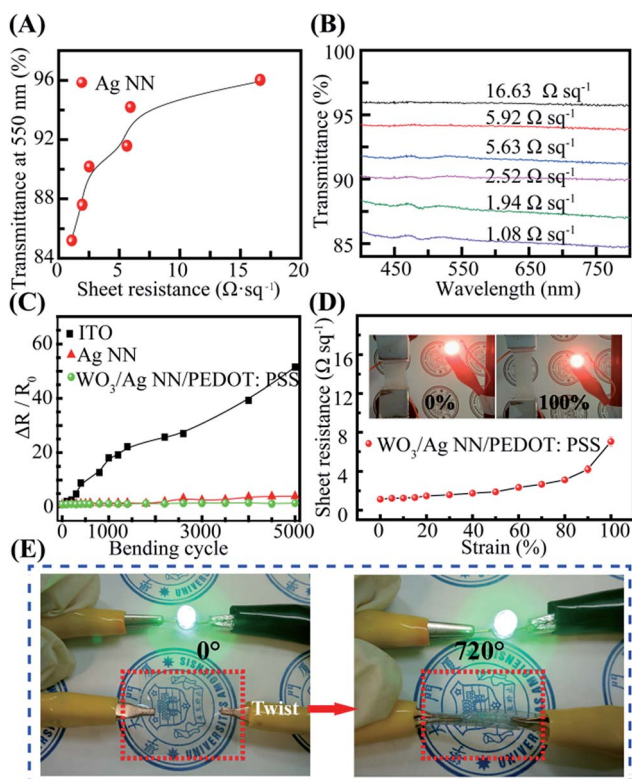 (A)
Transmittance at 550 nm (%)
96
92
88
84
Ag NN
0 5 10 15 20
Sheet resistance (Ω·sq⁻¹)
(B)
Transmittance (%)
100
95
90
85
16.63 Ω sq⁻¹
5.92 Ω sq⁻¹
5.63 Ω sq⁻¹
2.52 Ω sq⁻¹
1.94 Ω sq⁻¹
1.08 Ω sq⁻¹
450 550 650 750
Wavelength (nm)
(C)
ΔR / R₀
60
40
20
0
ITO
Ag NN
WO₃/Ag NN/PEDOT: PSS
0 1000 3000 5000
Bending cycle
(D)
Sheet resistance (Ω sq⁻¹)
16
12
8
4
0
0% 100%
WO₃/Ag NN/PEDOT: PSS
0 20 40 60 80 100
Strain (%)
(E)
0°
Twist
720°